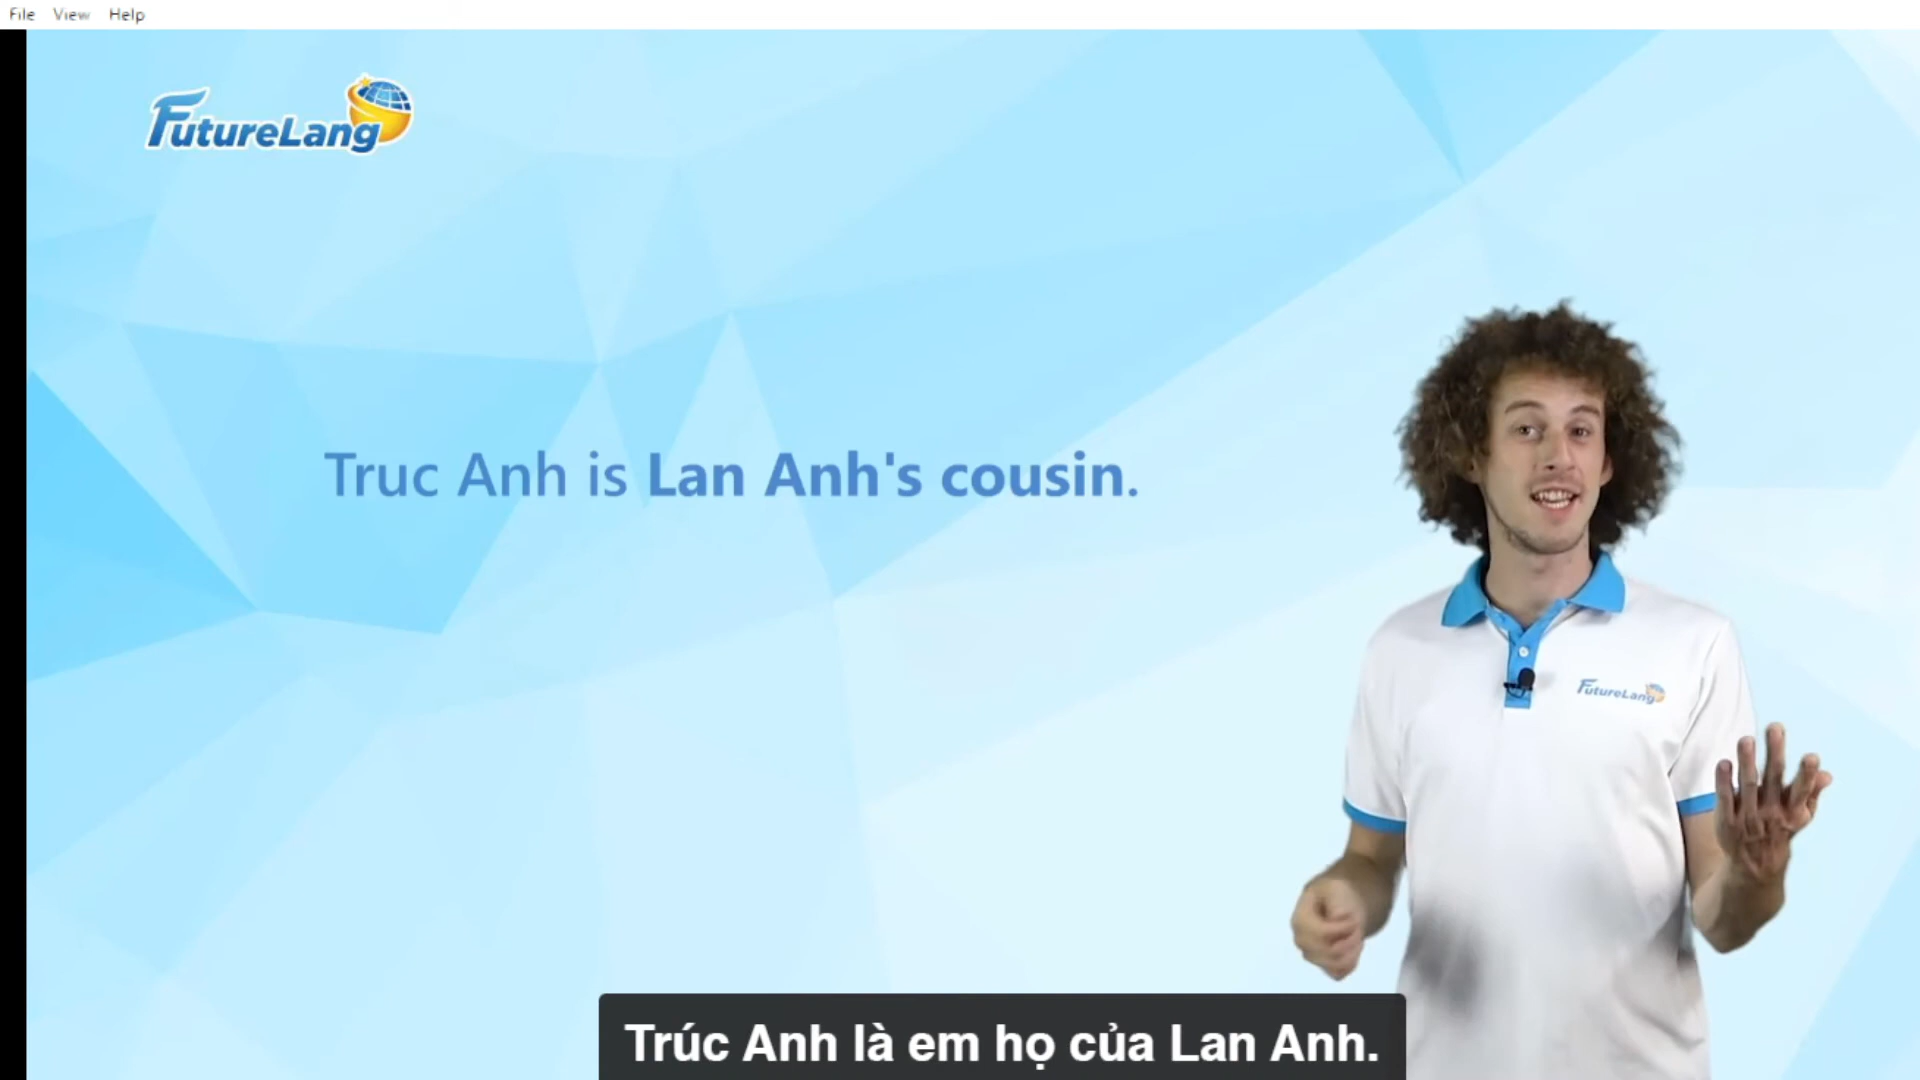 File View Help
FutureLang
Truc Anh is Lan Anh's cousin.
FutureLang
Trúc Anh là em họ của Lan Anh.